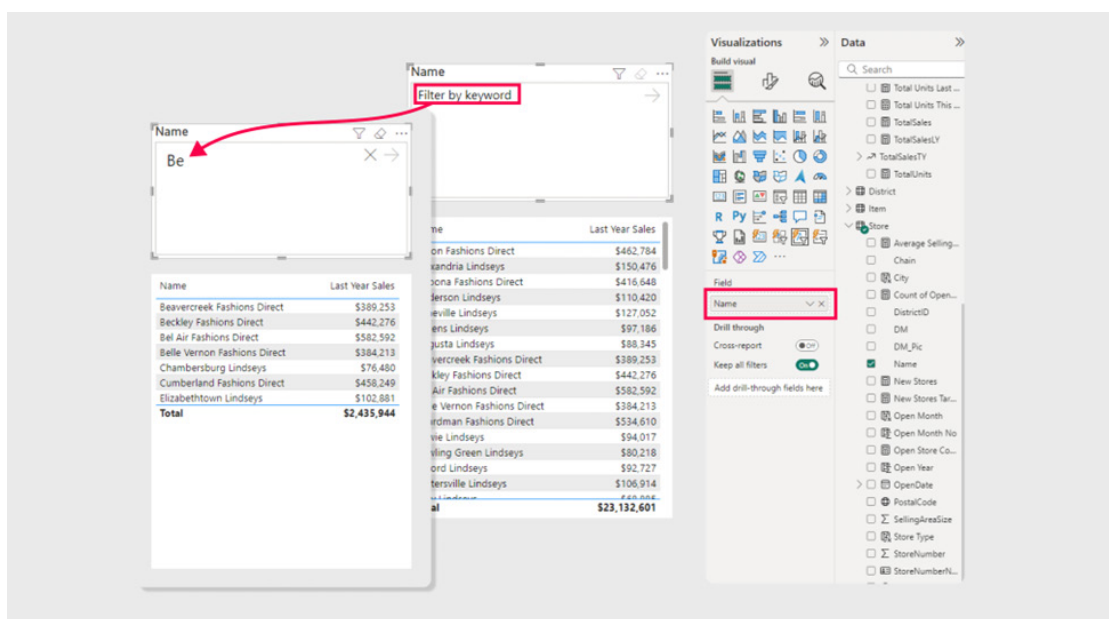 Name
Be
Name Last Year Sales
Beavercreek Fashions Direct $389,253
Beckley Fashions Direct $442,276
Bel Air Fashions Direct $582,592
Belle Vernon Fashions Direct $384,213
Chambersburg Lindseys $76,480
Cumberland Fashions Direct $458,249
Elizabethtown Lindseys $102,881
Total $2,435,944
Name
Filter by keyword
me Last Year Sales
on Fashions Direct $462,784
xandria Lindseys $150,476
oona Fashions Direct $416,648
derson Lindseys $110,420
neville Lindseys $127,052
ens Lindseys $97,186
gusta Lindseys $88,345
vercreek Fashions Direct $389,253
kley Fashions Direct $442,276
Air Fashions Direct $582,592
e Vernon Fashions Direct $384,213
rdman Fashions Direct $534,610
wie Lindseys $94,017
wling Green Lindseys $80,218
ord Lindseys $92,727
tersville Lindseys $106,914
al $23,132,601
Visualizations
Build visual
R Py
Field
Name
Drill through
Cross-report Off
Keep all filters On
Add drill-through fields here
Data
Search
Total Units Last ...
Total Units This ...
TotalSales
TotalSalesLY
TotalSalesTY
TotalUnits
District
Item
Store
Average Selling...
Chain
City
Count of Open...
DistrictID
DM
DM_Pic
Name
New Stores
New Stores Tar...
Open Month
Open Month No
Open Store Co...
Open Year
OpenDate
PostalCode
SellingAreaSize
Store Type
StoreNumber
StoreNumberN...